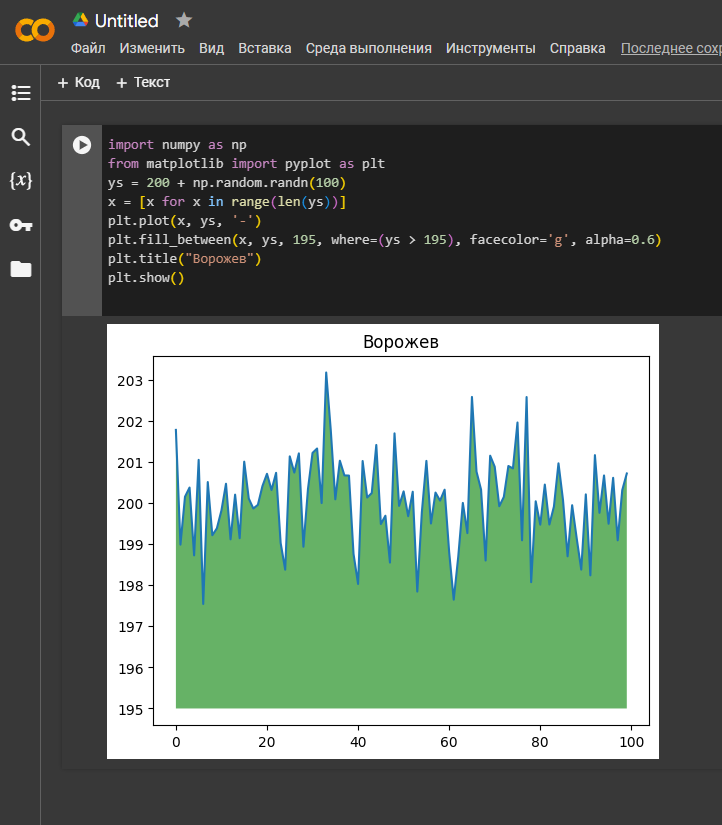 Untitled
Файл Изменить Вид Вставка Среда выполнения Инструменты Справка Последнее
+ Код + Текст
{x}
import numpy as np
from matplotlib import pyplot as plt
ys = 200 + np.random.randn(100)
x = [x for x in range(len(ys))]
plt.plot(x, ys, '-')
plt.fill_between(x, ys, 195, where=(ys > 195), facecolor='g', alpha=0.6)
plt.title("Ворожев")
plt.show()
Ворожев
203
202
201
200
199
198
197
196
195
0 20 40 60 80 100